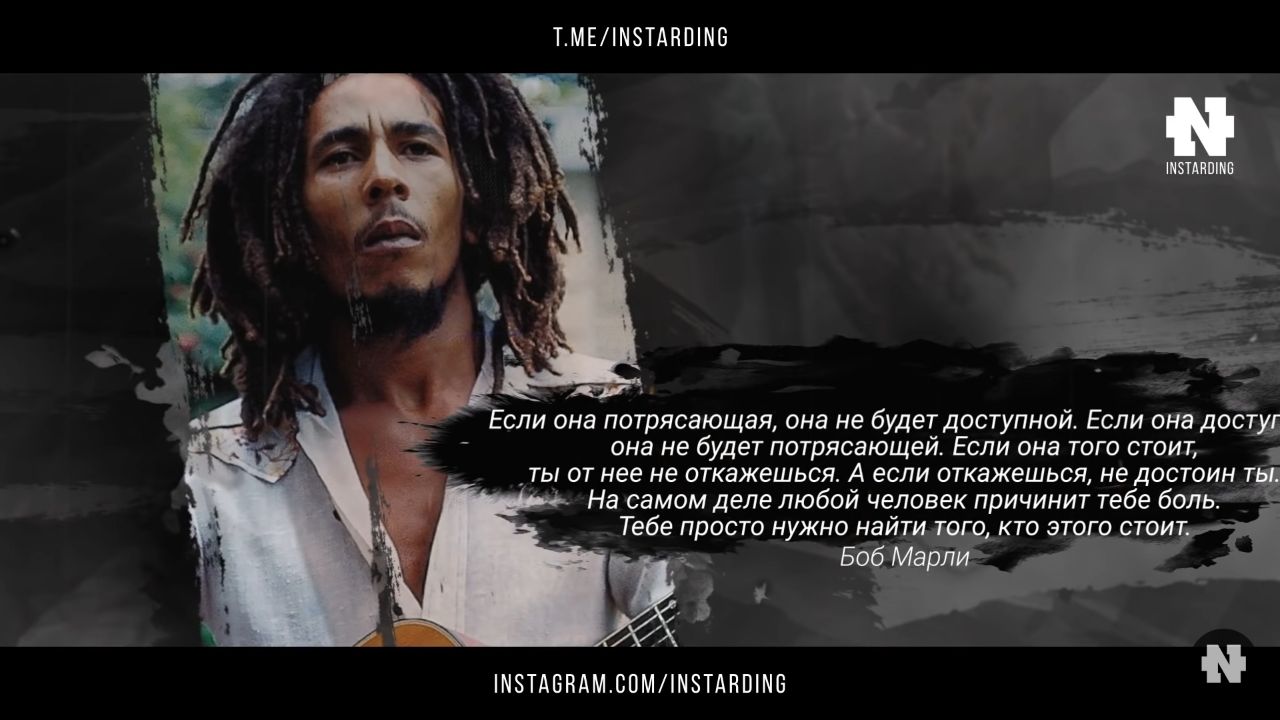 T.ME/INSTARDING
INSTARDING
Если она потрясающая, она не будет доступной. Если она
она не будет потрясающей. Если она того стоит,
ты от нее не откажешься. А если откажешься, не достоин ты.
На самом деле любой человек причинит тебе боль.
Тебе просто нужно найти того, кто этого стоит.
Боб Марли
INSTAGRAM.COM/INSTARDING